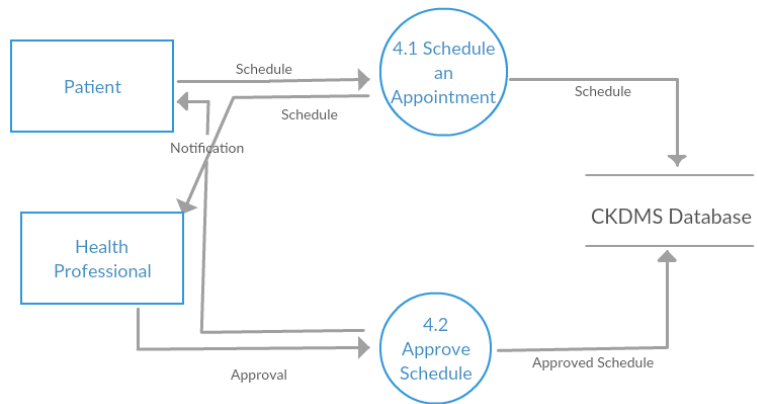 Patient
Schedule
4.1 Schedule
an
Appointment
Schedule
Schedule
Notification
CKDMS Database
Health
Professional
4.2
Approve
Schedule
Approval
Approved Schedule